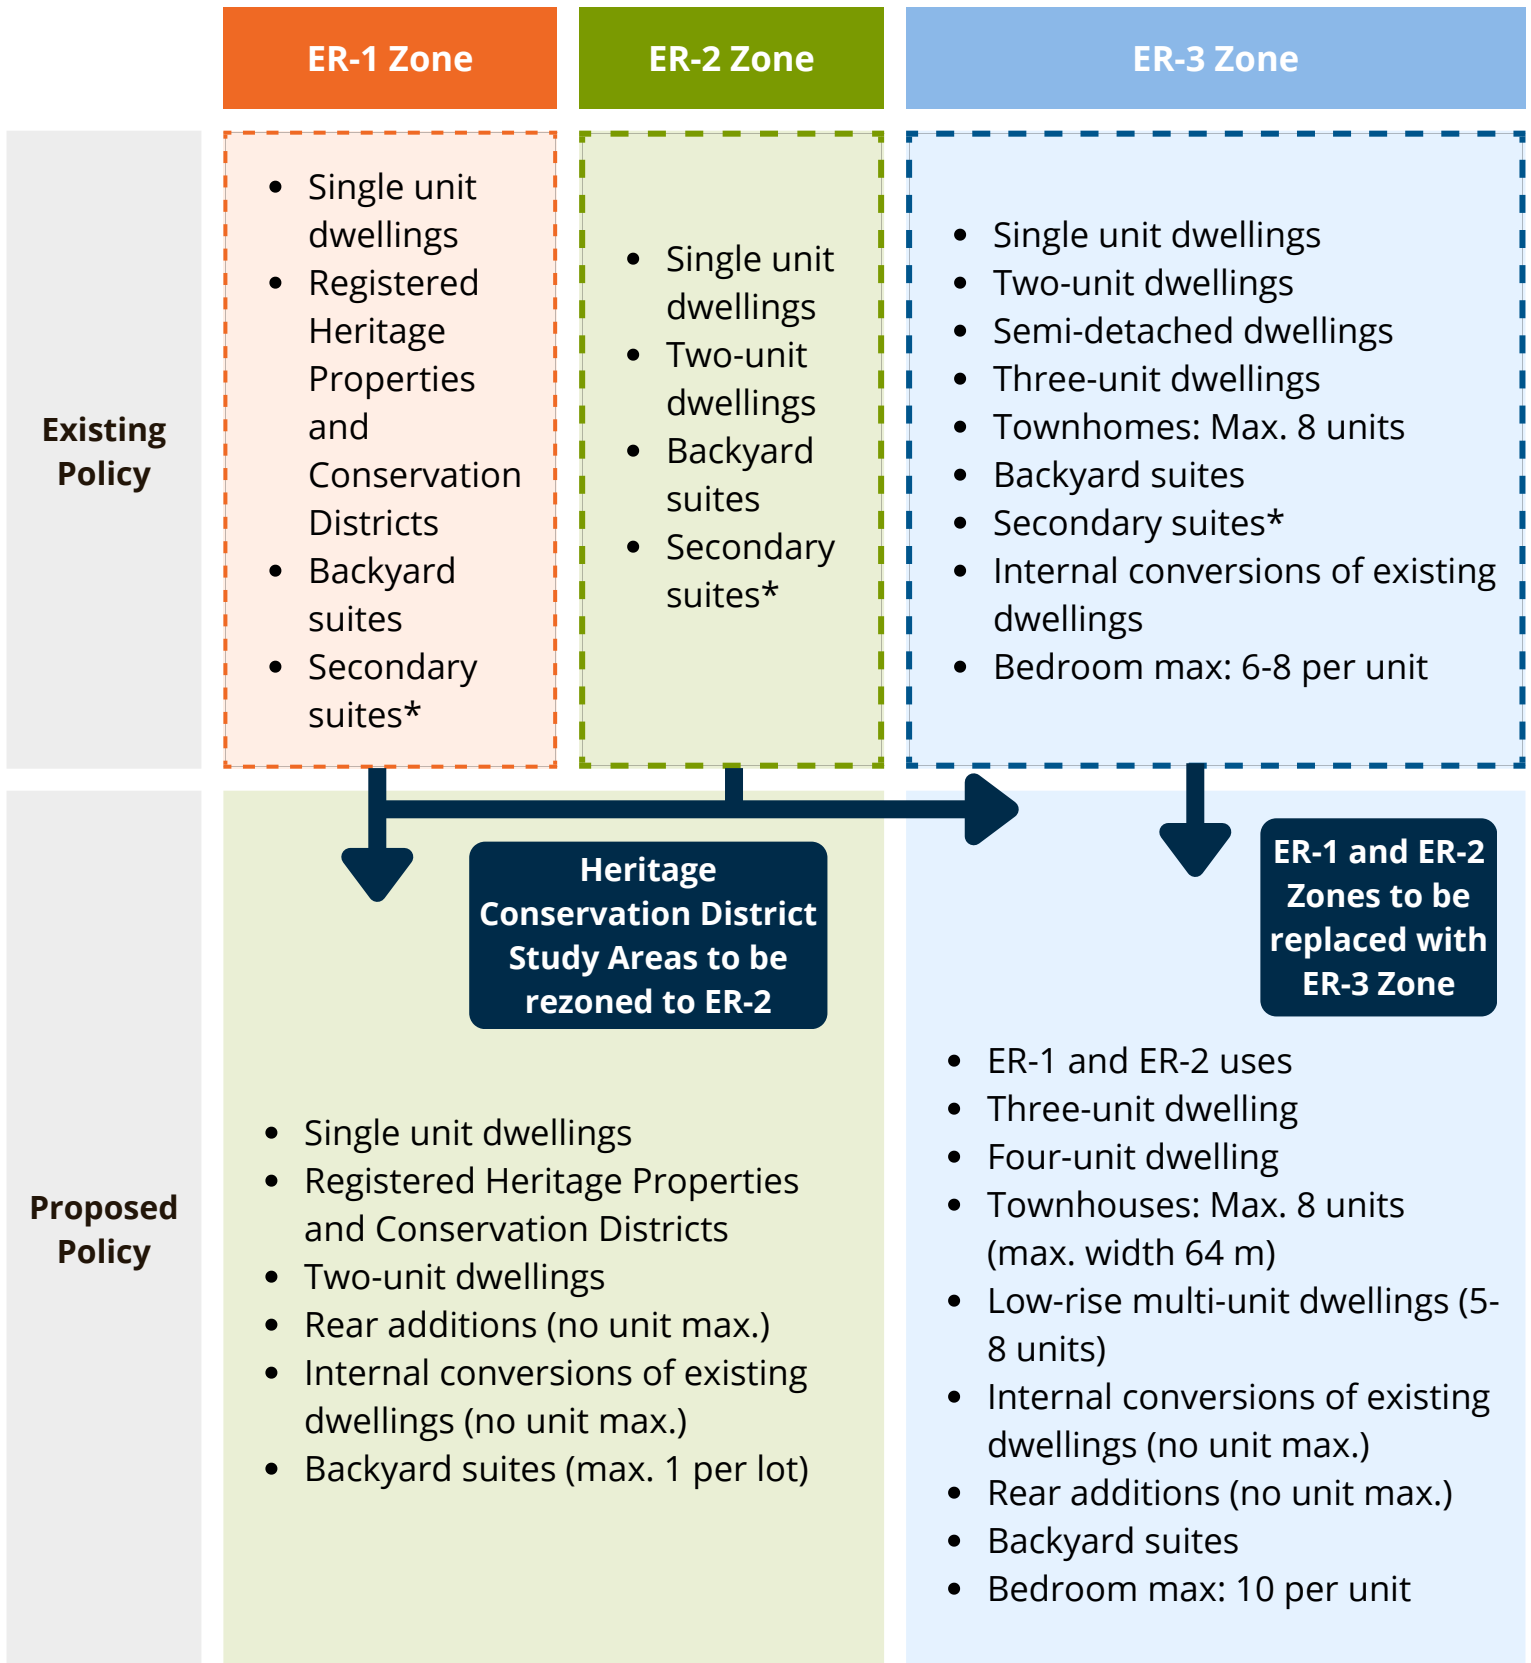 ER-1 Zone
ER-2 Zone
ER-3 Zone
Existing
Policy
• Single unit
dwellings
• Registered
Heritage
Properties
and
Conservation
Districts
• Backyard
suites
• Secondary
suites*
• Single unit
dwellings
• Two-unit
dwellings
• Backyard
suites
• Secondary
suites*
• Single unit dwellings
• Two-unit dwellings
• Semi-detached dwellings
• Three-unit dwellings
• Townhomes: Max. 8 units
• Backyard suites
• Secondary suites*
• Internal conversions of existing
dwellings
• Bedroom max: 6-8 per unit
Proposed
Policy
Heritage
Conservation District
Study Areas to be
rezoned to ER-2
• Single unit dwellings
• Registered Heritage Properties
and Conservation Districts
• Two-unit dwellings
• Rear additions (no unit max.)
• Internal conversions of existing
dwellings (no unit max.)
• Backyard suites (max. 1 per lot)
ER-1 and ER-2
Zones to be
replaced with
ER-3 Zone
• ER-1 and ER-2 uses
• Three-unit dwelling
• Four-unit dwelling
• Townhouses: Max. 8 units
(max. width 64 m)
• Low-rise multi-unit dwellings (5-
8 units)
• Internal conversions of existing
dwellings (no unit max.)
• Rear additions (no unit max.)
• Backyard suites
• Bedroom max: 10 per unit